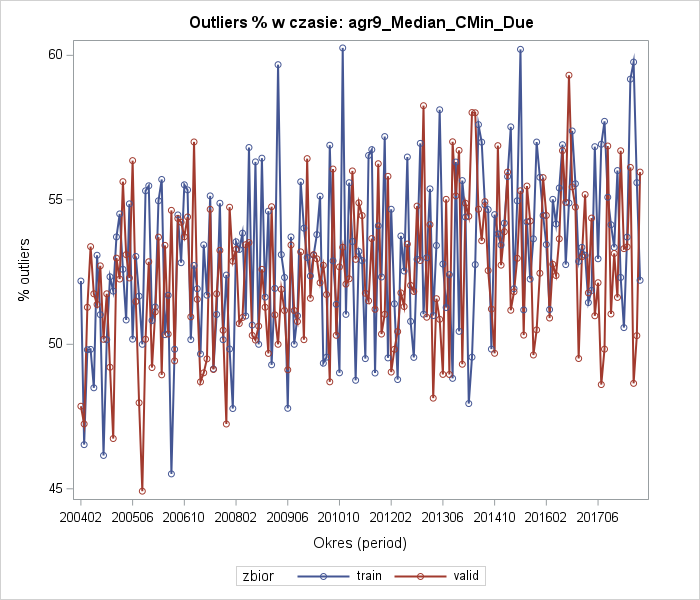 Outliers % w czasie: agr9_Median_CMin_Due
% outliers
60
55
50
45
200402 200506 200610 200802 200906 201010 201202 201306 201410 201602 201706
Okres (period)
zbior train valid